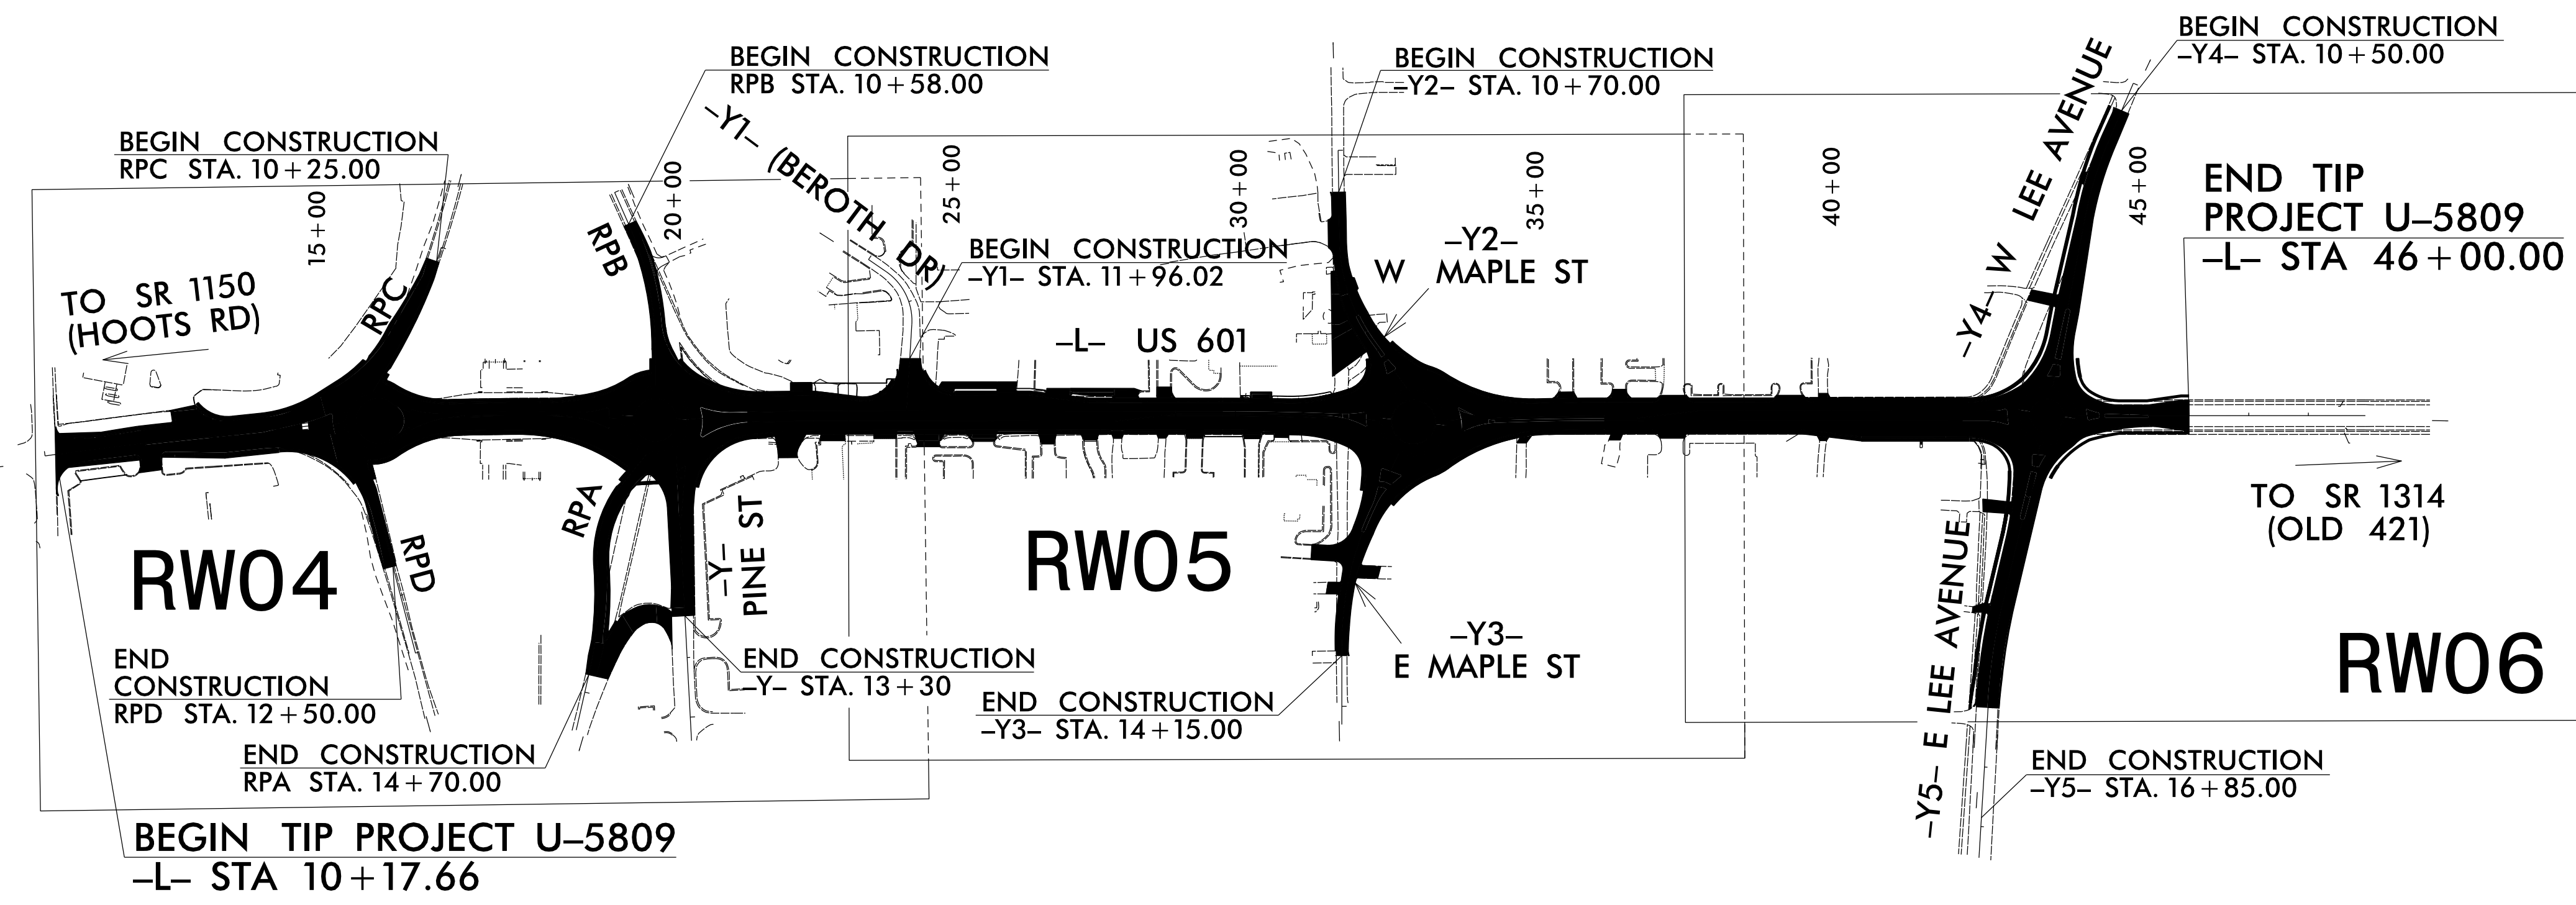 BEGIN CONSTRUCTION
RPC STA. 10+25.00
BEGIN CONSTRUCTION
RPB STA. 10+58.00
BEGIN CONSTRUCTION
-Y2- STA. 10+70.00
BEGIN CONSTRUCTION
-Y4- STA. 10+50.00
-Y1- (BEROTH DR)
BEGIN CONSTRUCTION
-Y1- STA. 11+96.02
15+00
20+00
25+00
30+00
35+00
40+00
45+00
-Y2-
W MAPLE ST
-Y4- W LEE AVENUE
END TIP
PROJECT U-5809
-L- STA 46+00.00
TO SR 1150
(HOOTS RD)
RPC
RPB
-L- US 601
RPA
RPD
-Y-
PINE ST
TO SR 1314
(OLD 421)
RW04
RW05
RW06
-Y3-
E MAPLE ST
-Y5- E LEE AVENUE
END
CONSTRUCTION
RPD STA. 12+50.00
END CONSTRUCTION
-Y- STA. 13+30
END CONSTRUCTION
-Y3- STA. 14+15.00
END CONSTRUCTION
RPA STA. 14+70.00
END CONSTRUCTION
-Y5- STA. 16+85.00
BEGIN TIP PROJECT U-5809
-L- STA 10+17.66